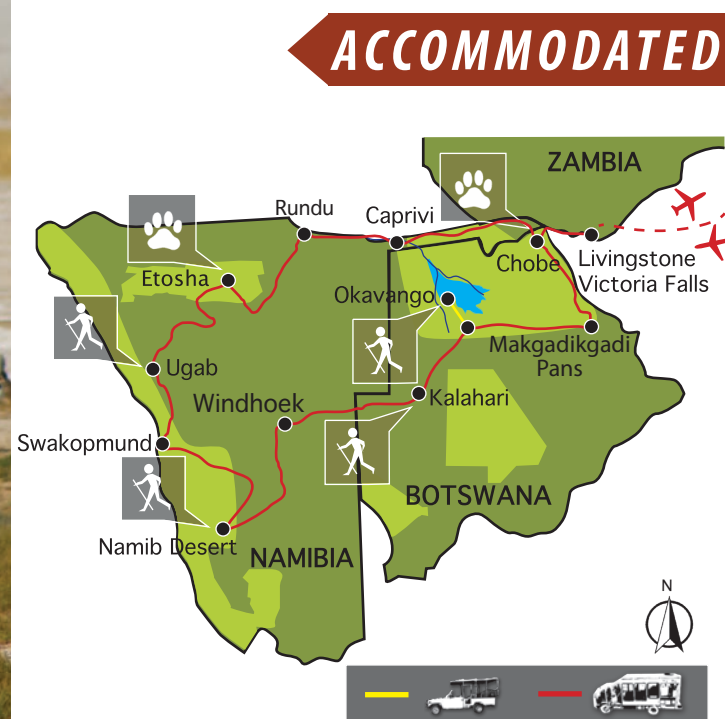 ACCOMMODATED
ZAMBIA
Rundu
Caprivi
Etosha
Chobe
Livingstone
Victoria Falls
Okavango
Makgadikgadi
Pans
Ugab
Windhoek
Kalahari
Swakopmund
BOTSWANA
Namib Desert
NAMIBIA
N